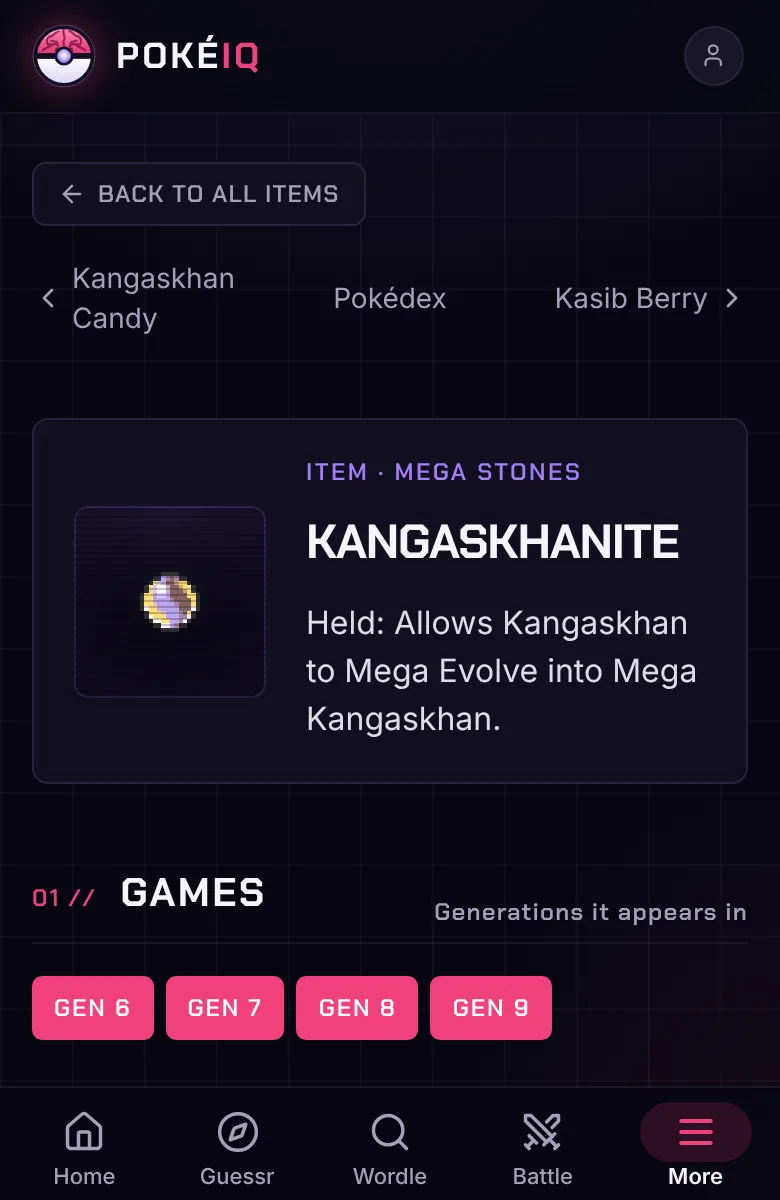 POKÉIQ
BACK TO ALL ITEMS
Kangaskhan
Candy
Pokédex
Kasib Berry
ITEM · MEGA STONES
KANGASKHANITE
Held: Allows Kangaskhan
to Mega Evolve into Mega
Kangaskhan.
01 // GAMES
Generations it appears in
GEN 6 GEN 7 GEN 8 GEN 9
Home Guessr Wordle Battle More